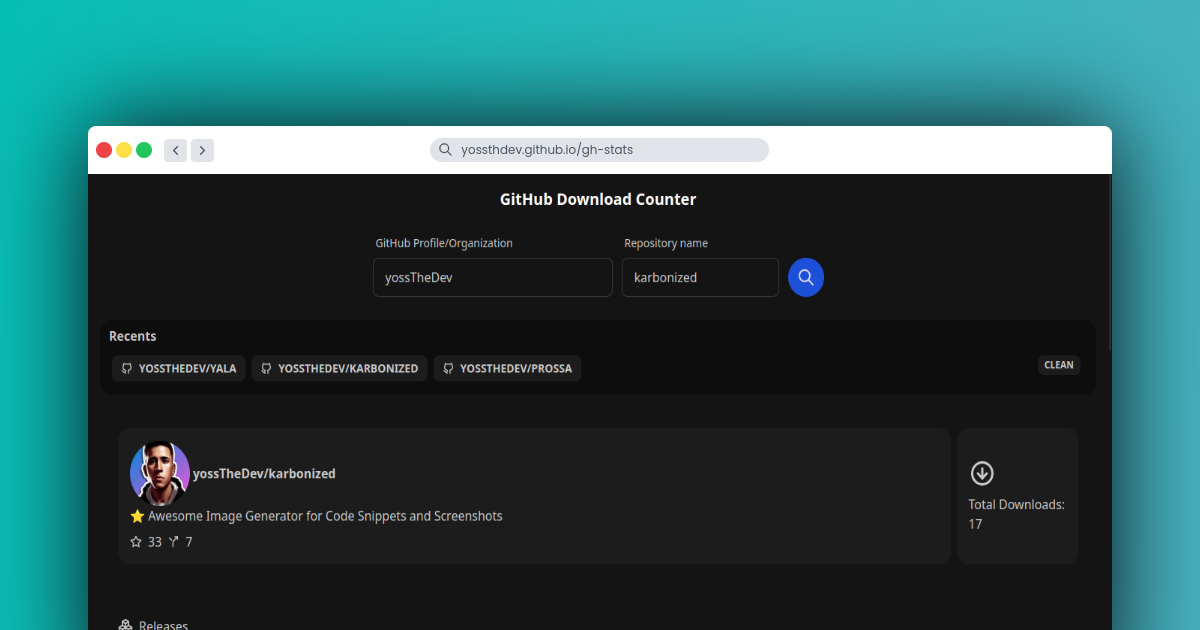 yossthdev.github.io/gh-stats
GitHub Download Counter
GitHub Profile/Organization
Repository name
yossTheDev
karbonized
Recents
YOSSTHEDEV/YALA
YOSSTHEDEV/KARBONIZED
YOSSTHEDEV/PROSSA
CLEAN
yossTheDev/karbonized
⭐ Awesome Image Generator for Code Snippets and Screenshots
33 7
Total Downloads:
17
Releases